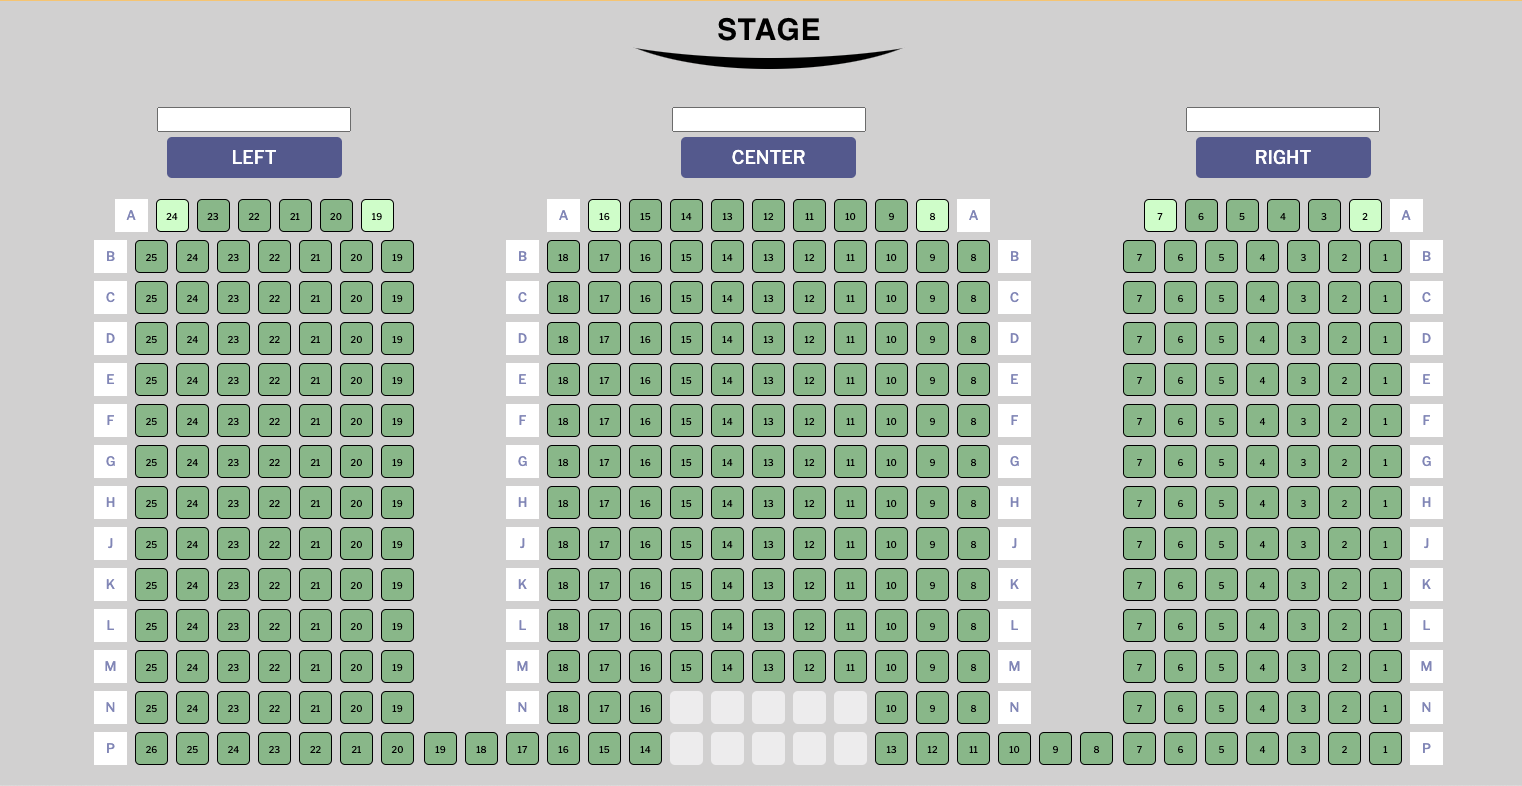 STAGE
LEFT CENTER RIGHT
A 24 23 22 21 20 19 A 16 15 14 13 12 11 10 9 8 A 7 6 5 4 3 2 A
B 25 24 23 22 21 20 19 B 18 17 16 15 14 13 12 11 10 9 8 B 7 6 5 4 3 2 1 B
C 25 24 23 22 21 20 19 C 18 17 16 15 14 13 12 11 10 9 8 C 7 6 5 4 3 2 1 C
D 25 24 23 22 21 20 19 D 18 17 16 15 14 13 12 11 10 9 8 D 7 6 5 4 3 2 1 D
E 25 24 23 22 21 20 19 E 18 17 16 15 14 13 12 11 10 9 8 E 7 6 5 4 3 2 1 E
F 25 24 23 22 21 20 19 F 18 17 16 15 14 13 12 11 10 9 8 F 7 6 5 4 3 2 1 F
G 25 24 23 22 21 20 19 G 18 17 16 15 14 13 12 11 10 9 8 G 7 6 5 4 3 2 1 G
H 25 24 23 22 21 20 19 H 18 17 16 15 14 13 12 11 10 9 8 H 7 6 5 4 3 2 1 H
J 25 24 23 22 21 20 19 J 18 17 16 15 14 13 12 11 10 9 8 J 7 6 5 4 3 2 1 J
K 25 24 23 22 21 20 19 K 18 17 16 15 14 13 12 11 10 9 8 K 7 6 5 4 3 2 1 K
L 25 24 23 22 21 20 19 L 18 17 16 15 14 13 12 11 10 9 8 L 7 6 5 4 3 2 1 L
M 25 24 23 22 21 20 19 M 18 17 16 15 14 13 12 11 10 9 8 M 7 6 5 4 3 2 1 M
N 25 24 23 22 21 20 19 N 18 17 16 10 9 8 N 7 6 5 4 3 2 1 N
P 26 25 24 23 22 21 20 19 18 17 16 15 14 13 12 11 10 9 8 7 6 5 4 3 2 1 P